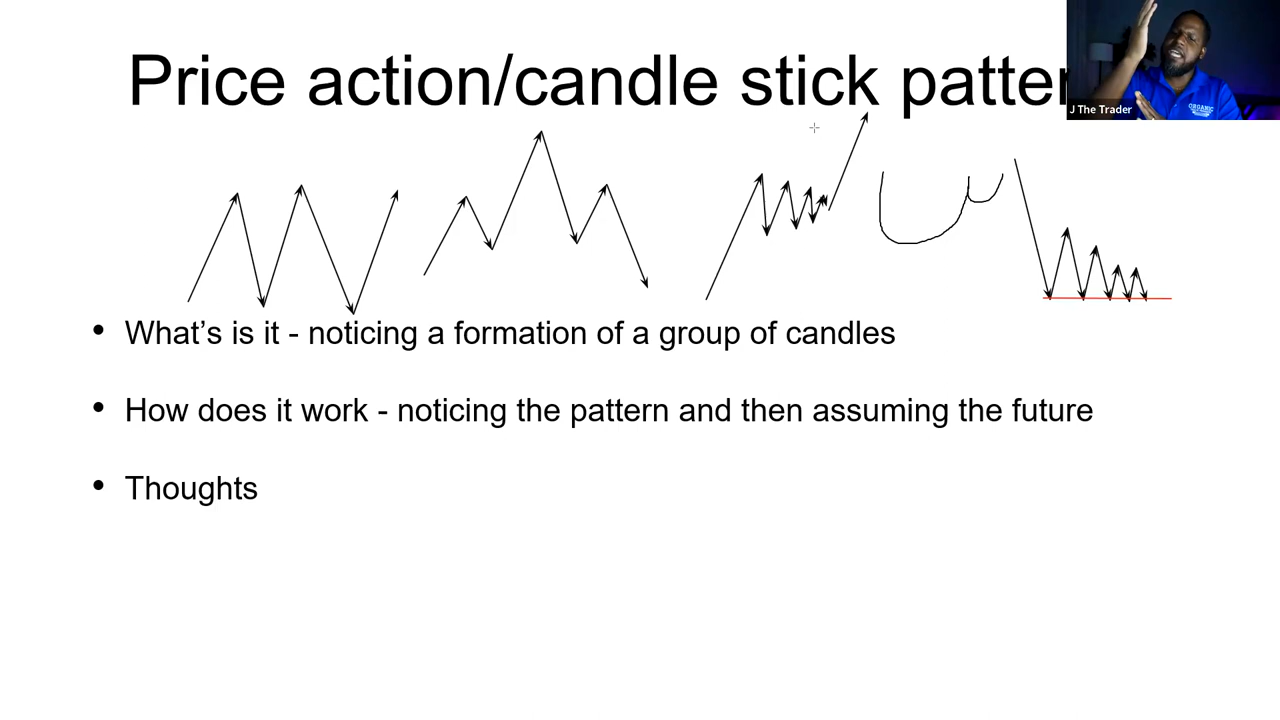 Price action/candle stick patter
J The Trader
ORGANIC
What's is it - noticing a formation of a group of candles
How does it work - noticing the pattern and then assuming the future
Thoughts